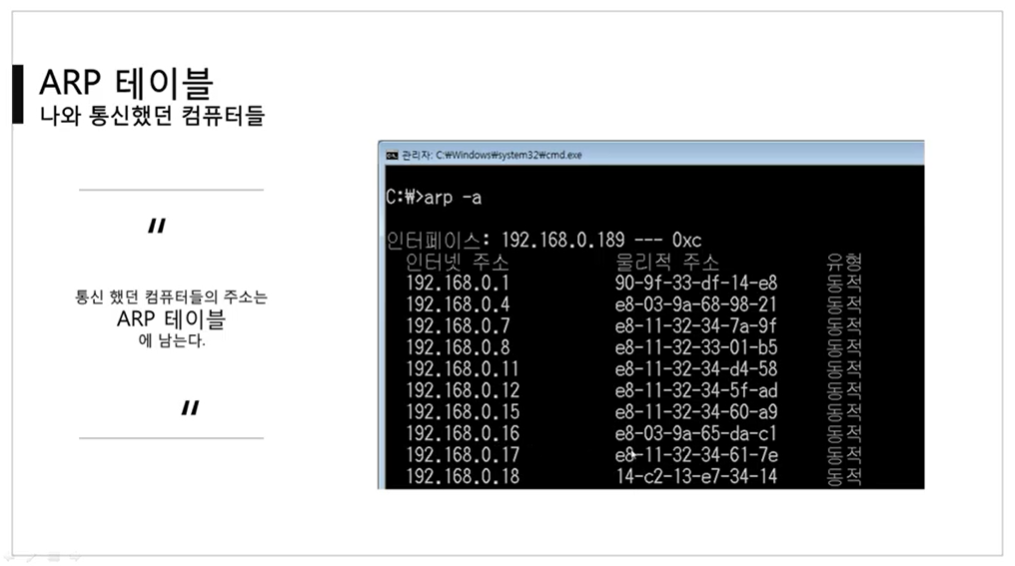 ARP 테이블
나와 통신했던 컴퓨터들
"
통신 했던 컴퓨터들의 주소는
ARP 테이블
에 남는다.
"
관리자: C:₩Windows₩system32₩cmd.exe
C:₩>arp -a
인터페이스: 192.168.0.189 --- 0xc
인터넷 주소 물리적 주소 유형
192.168.0.1 90-9f-33-df-14-e8 동적
192.168.0.4 e8-03-9a-68-98-21 동적
192.168.0.7 e8-11-32-34-7a-9f 동적
192.168.0.8 e8-11-32-33-01-b5 동적
192.168.0.11 e8-11-32-34-d4-58 동적
192.168.0.12 e8-11-32-34-5f-ad 동적
192.168.0.15 e8-11-32-34-60-a9 동적
192.168.0.16 e8-03-9a-65-da-c1 동적
192.168.0.17 e8-11-32-34-61-7e 동적
192.168.0.18 14-c2-13-e7-34-14 동적